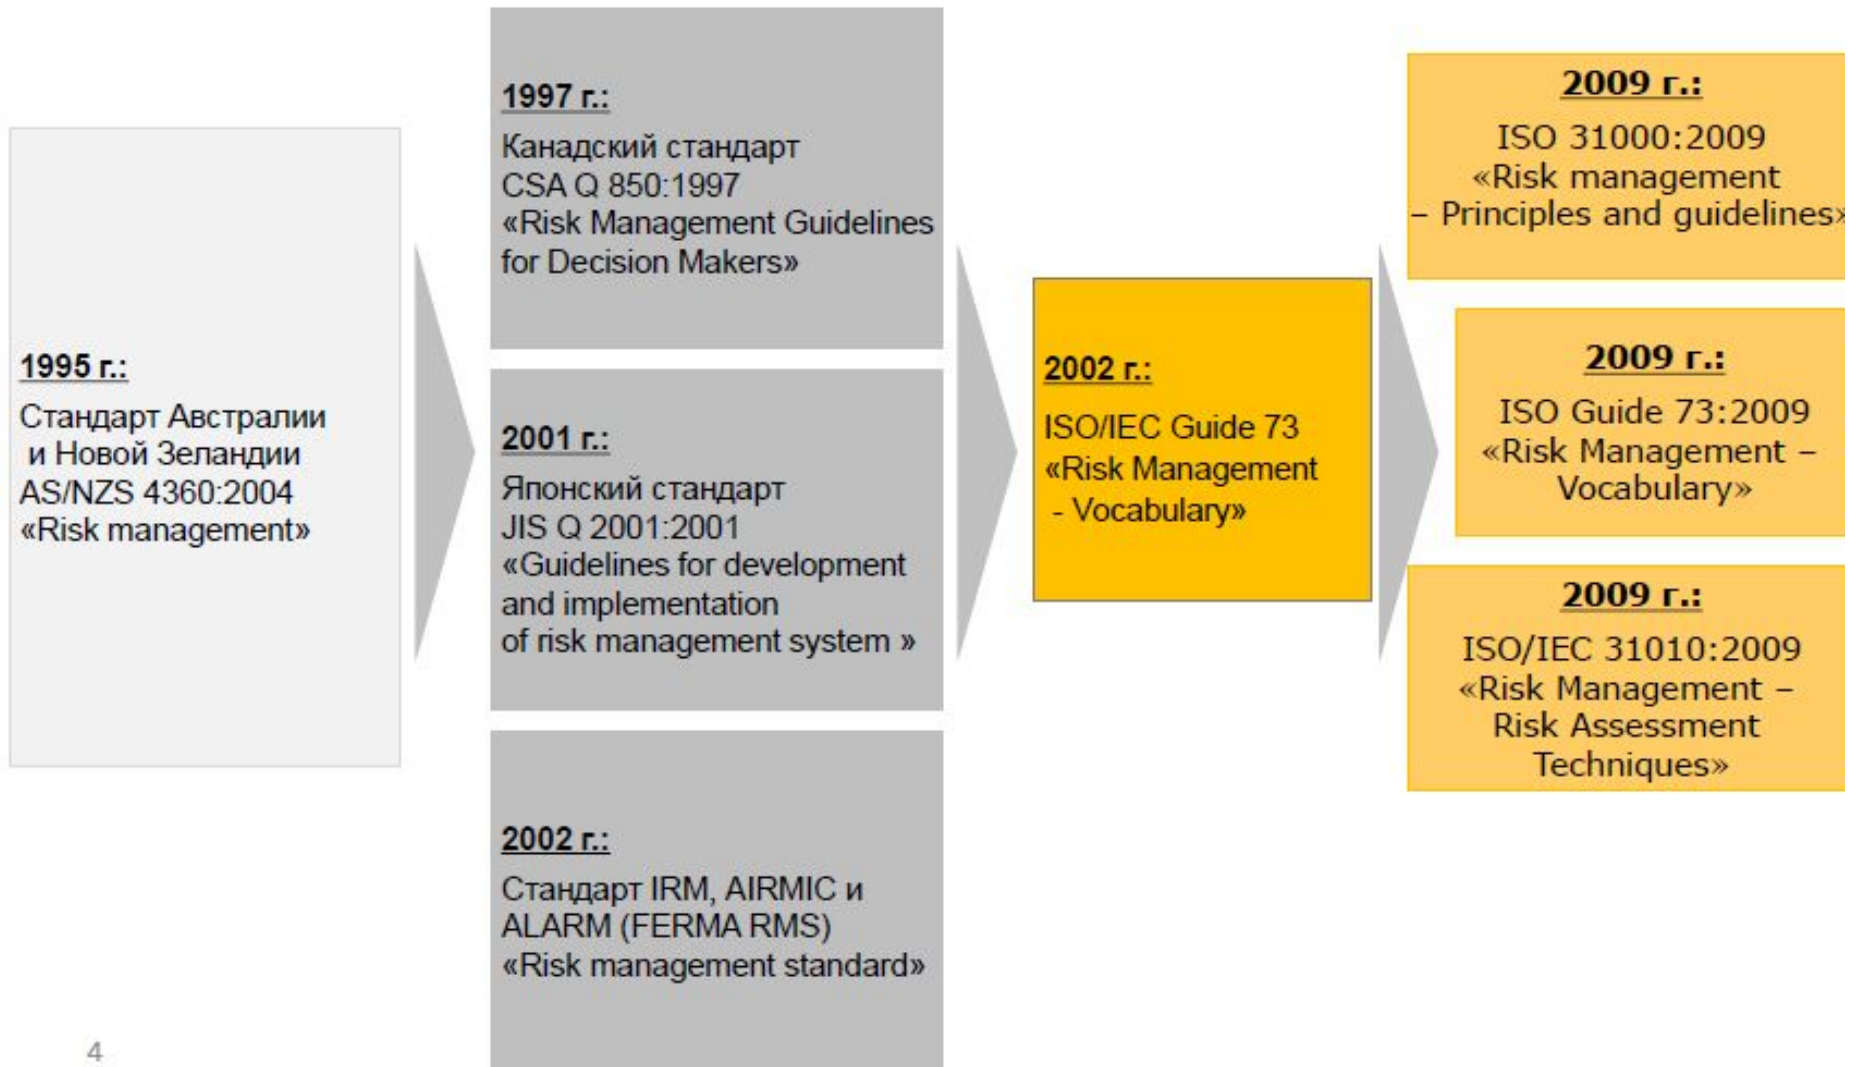 1995 г.:
Стандарт Австралии
и Новой Зеландии
AS/NZS 4360:2004
«Risk management»
1997 г.:
Канадский стандарт
CSA Q 850:1997
«Risk Management Guidelines
for Decision Makers»
2001 г.:
Японский стандарт
JIS Q 2001:2001
«Guidelines for development
and implementation
of risk management system »
2002 г.:
Стандарт IRM, AIRMIC и
ALARM (FERMA RMS)
«Risk management standard»
2002 г.:
ISO/IEC Guide 73
«Risk Management
- Vocabulary»
2009 г.:
ISO 31000:2009
«Risk management
– Principles and guidelines»
2009 г.:
ISO Guide 73:2009
«Risk Management –
Vocabulary»
2009 г.:
ISO/IEC 31010:2009
«Risk Management –
Risk Assessment
Techniques»
4